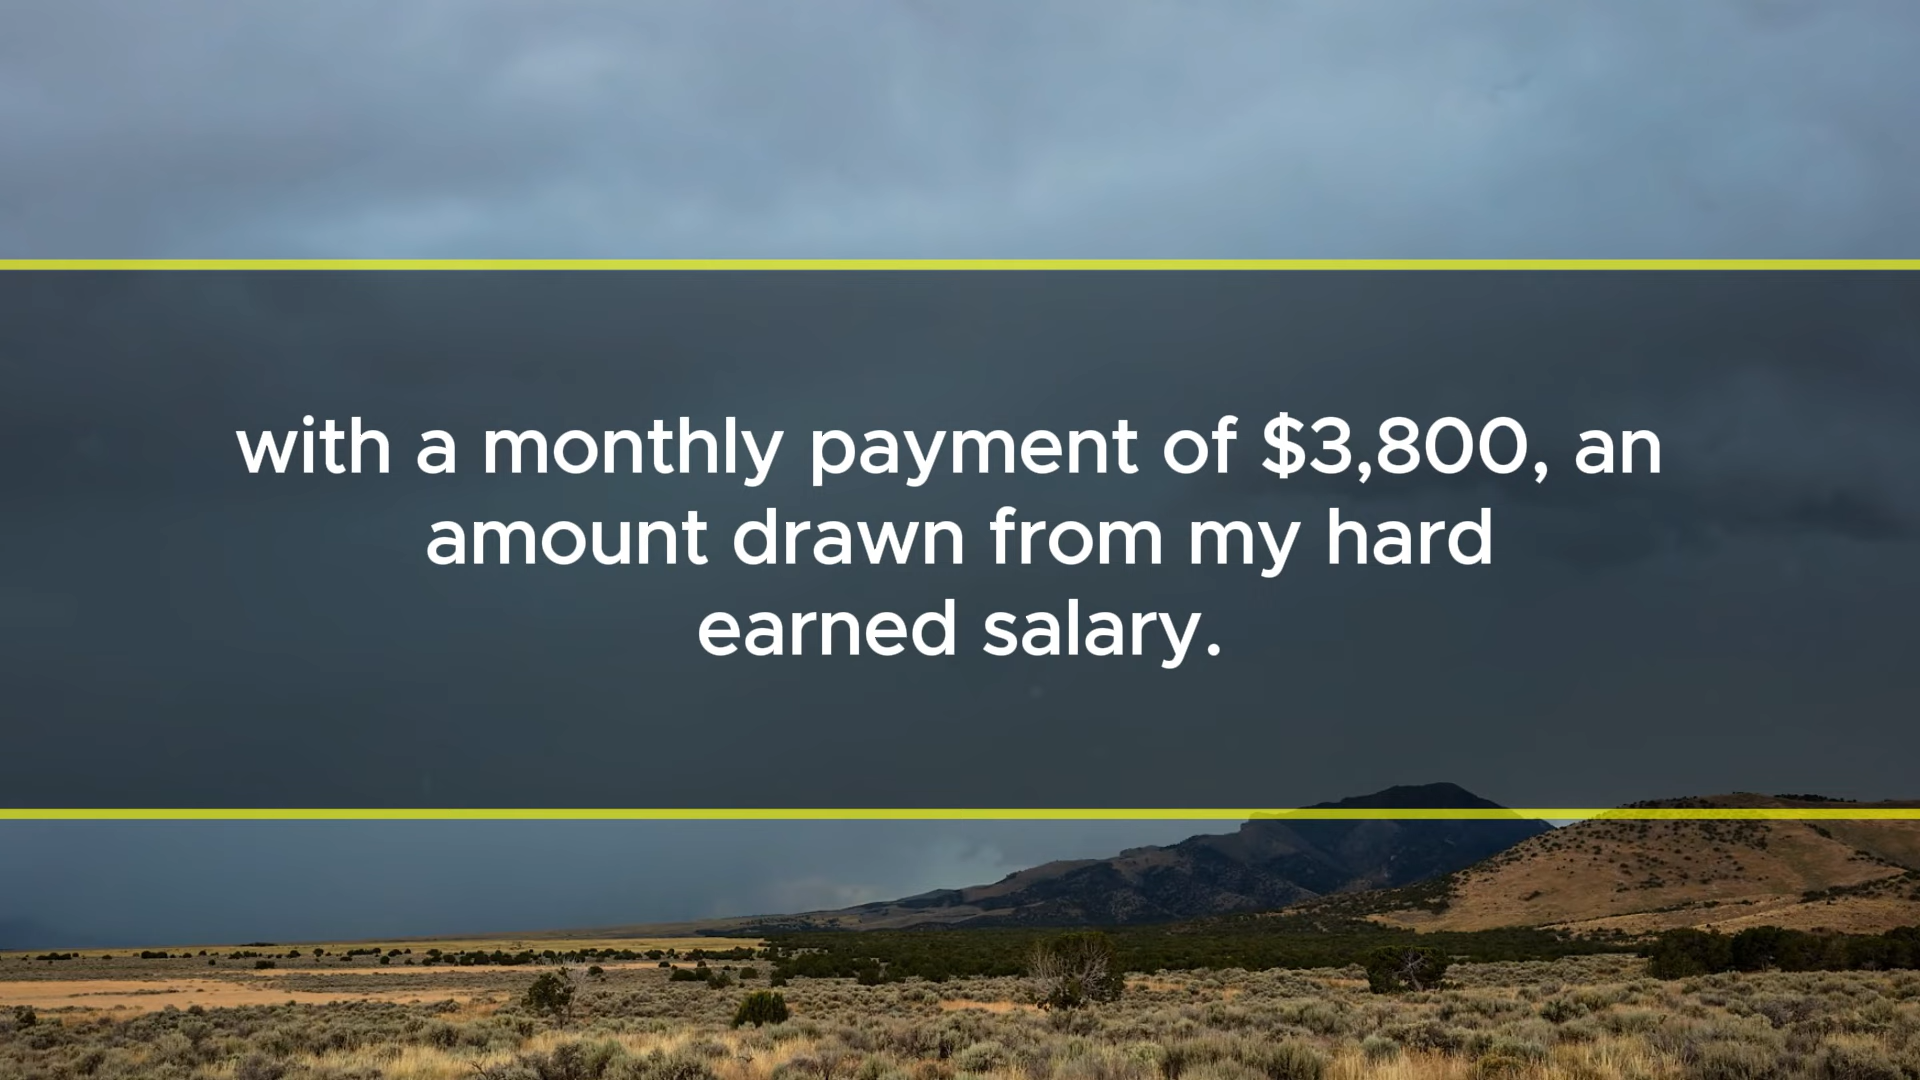 with a monthly payment of $3,800, an
amount drawn from my hard
earned salary.